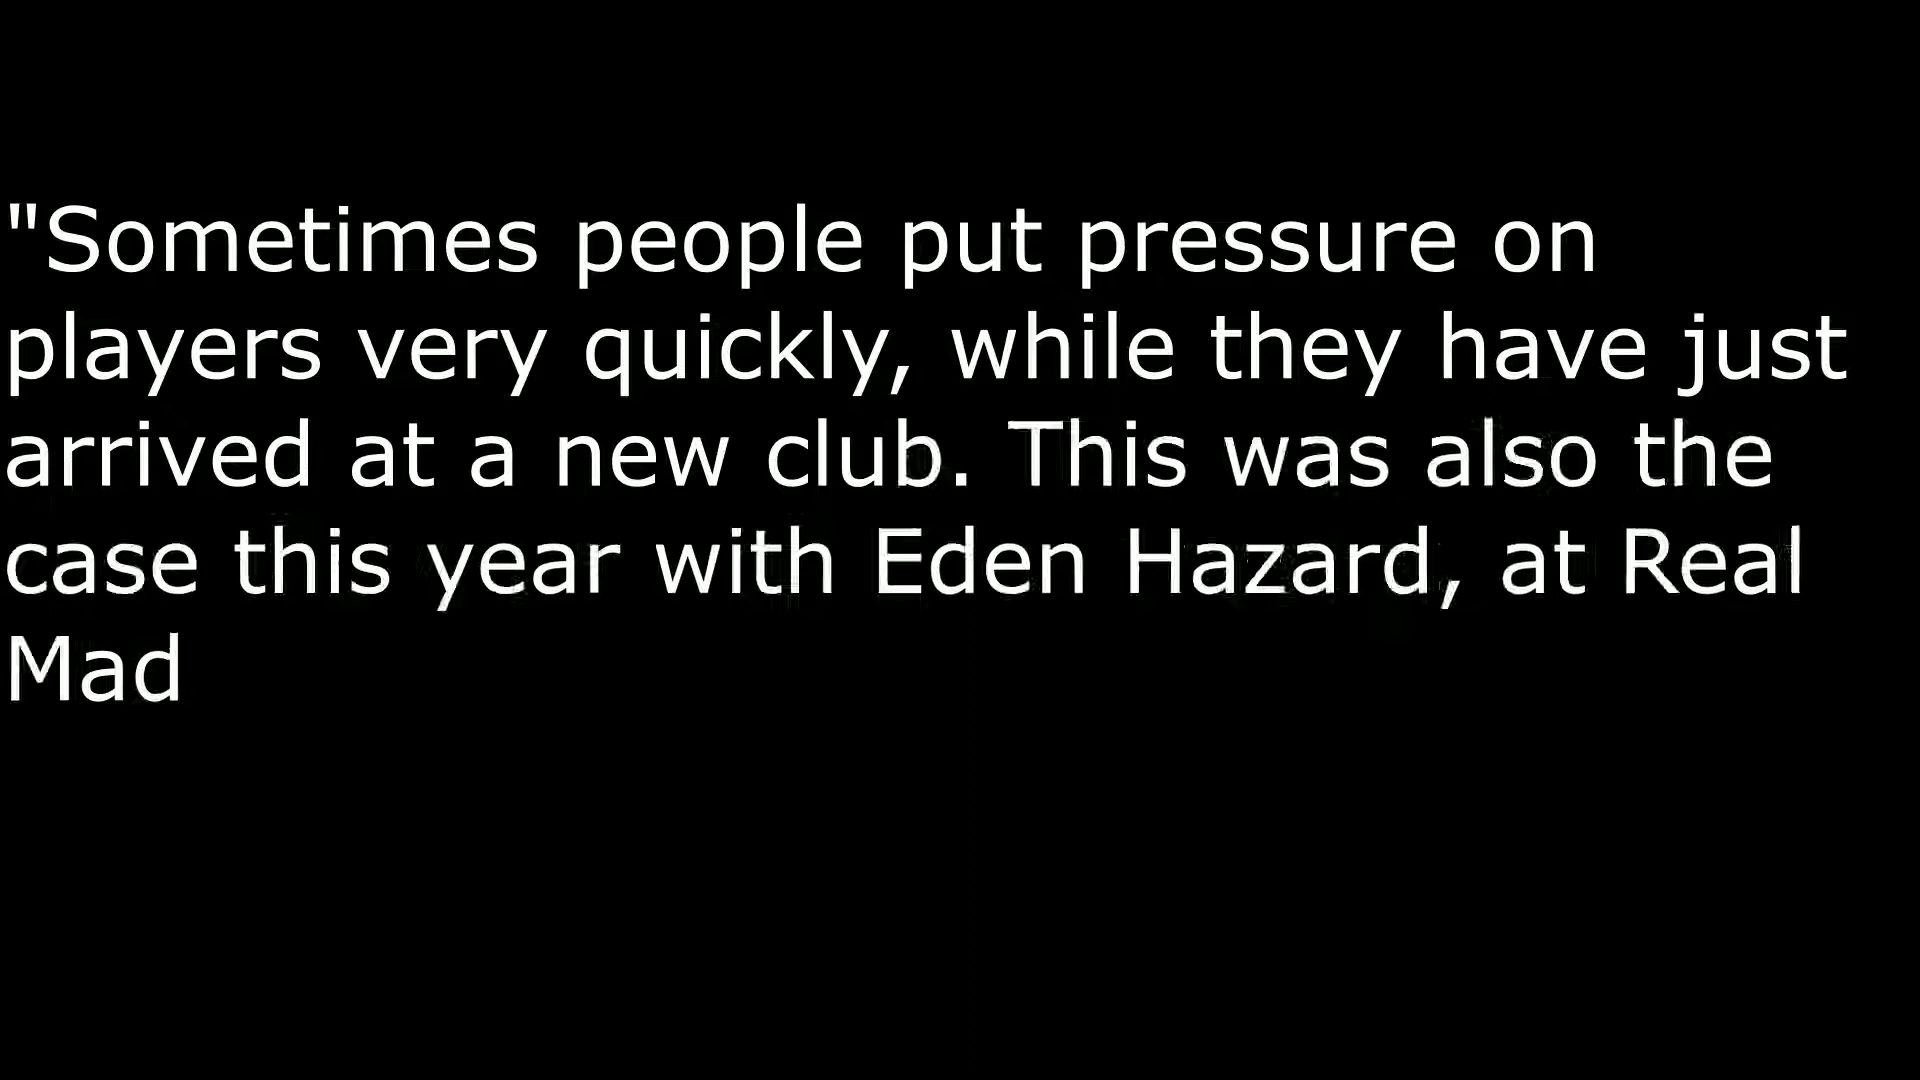 "Sometimes people put pressure on
players very quickly, while they have just
arrived at a new club. This was also the
case this year with Eden Hazard, at Real
Mad